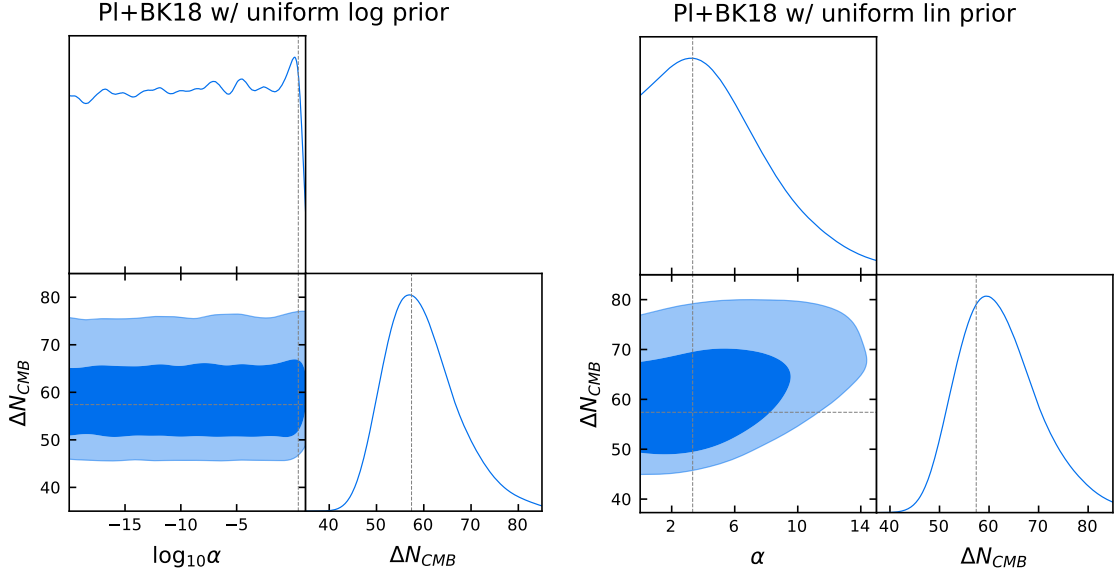 Pl+BK18 w/ uniform log prior
Pl+BK18 w/ uniform lin prior
80
70
60
50
40
ΔN_CMB
−15 −10 −5
log₁₀α
40 50 60 70 80
ΔN_CMB
80
70
60
50
40
ΔN_CMB
2 6 10 14
α
40 50 60 70 80
ΔN_CMB